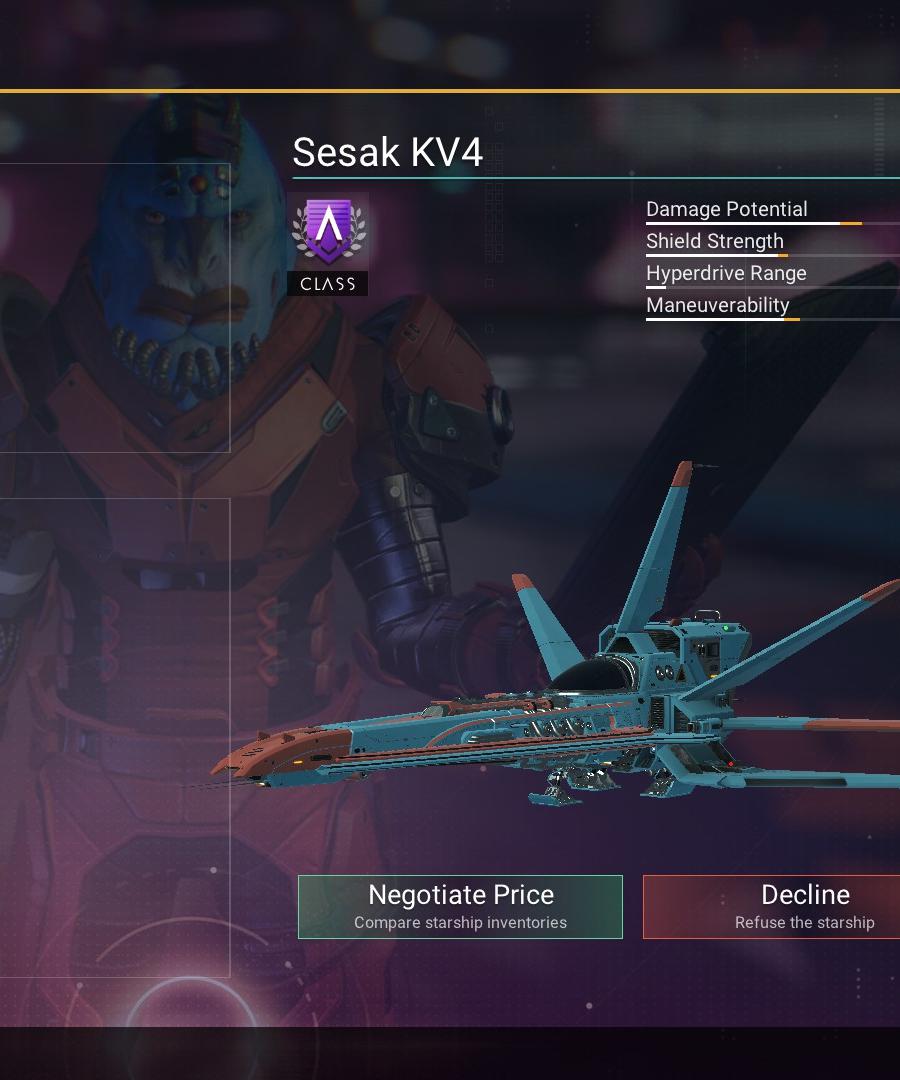 Sesak KV4
A
CLASS
Damage Potential
Shield Strength
Hyperdrive Range
Maneuverability
Negotiate Price
Compare starship inventories
Decline
Refuse the starship